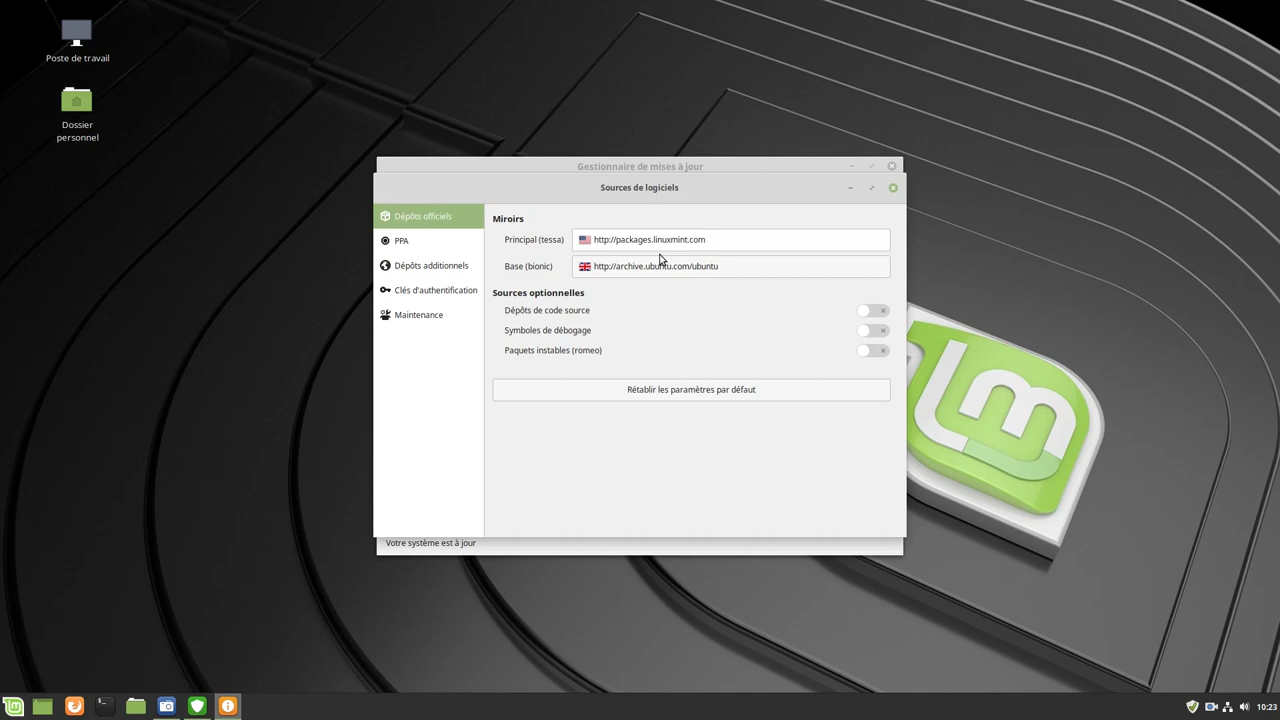 Poste de travail
Dossier
personnel
Gestionnaire de mises à jour
Sources de logiciels
Dépôts officiels
PPA
Dépôts additionnels
Clés d'authentification
Maintenance
Miroirs
Principal (tessa) http://packages.linuxmint.com
Base (bionic) http://archive.ubuntu.com/ubuntu
Sources optionnelles
Dépôts de code source
Symboles de débogage
Paquets instables (romeo)
Rétablir les paramètres par défaut
Votre système est à jour
10:23